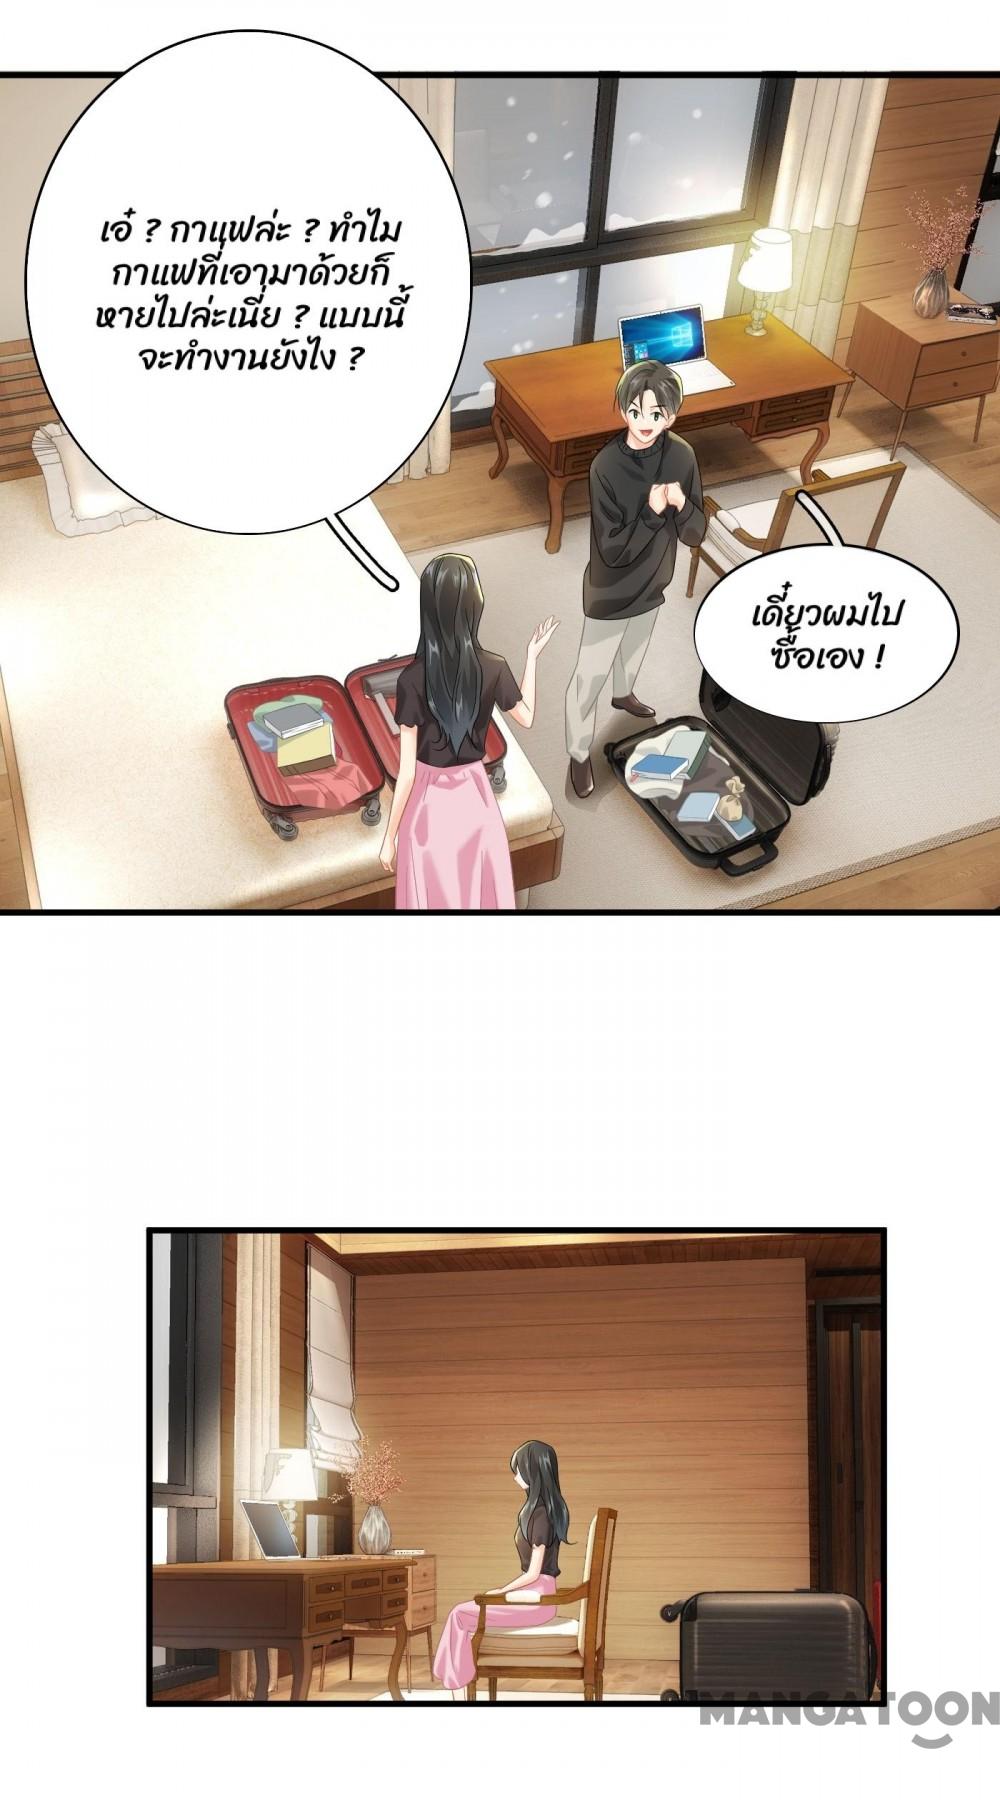 เอ๋ ? กาแฟล่ะ ? ทำไม
กาแฟที่เอามาด้วยก็
หายไปล่ะเนี่ย ? แบบนี้
จะทำงานยังไง ?
เดี๋ยวผมไป
ซื้อเอง !
MANGATOON